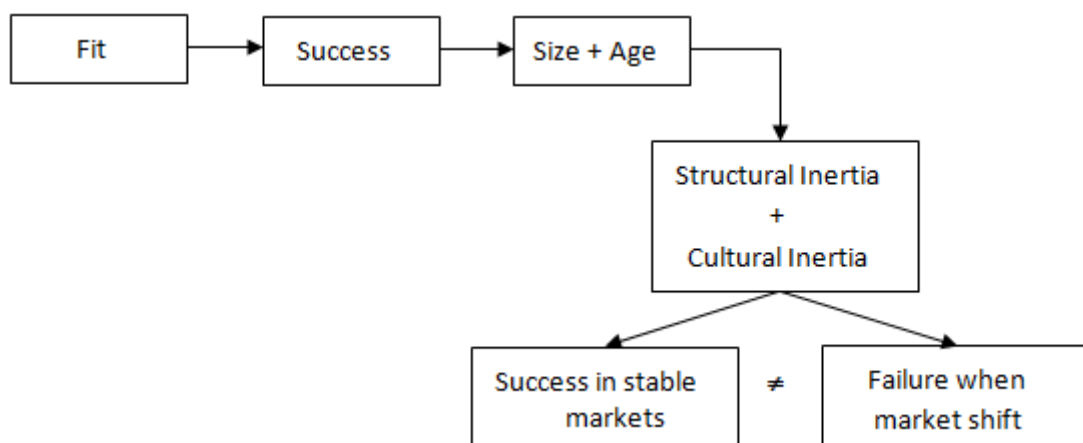 Fit
Success
Size + Age
Structural Inertia
+
Cultural Inertia
Success in stable
markets
≠
Failure when
market shift